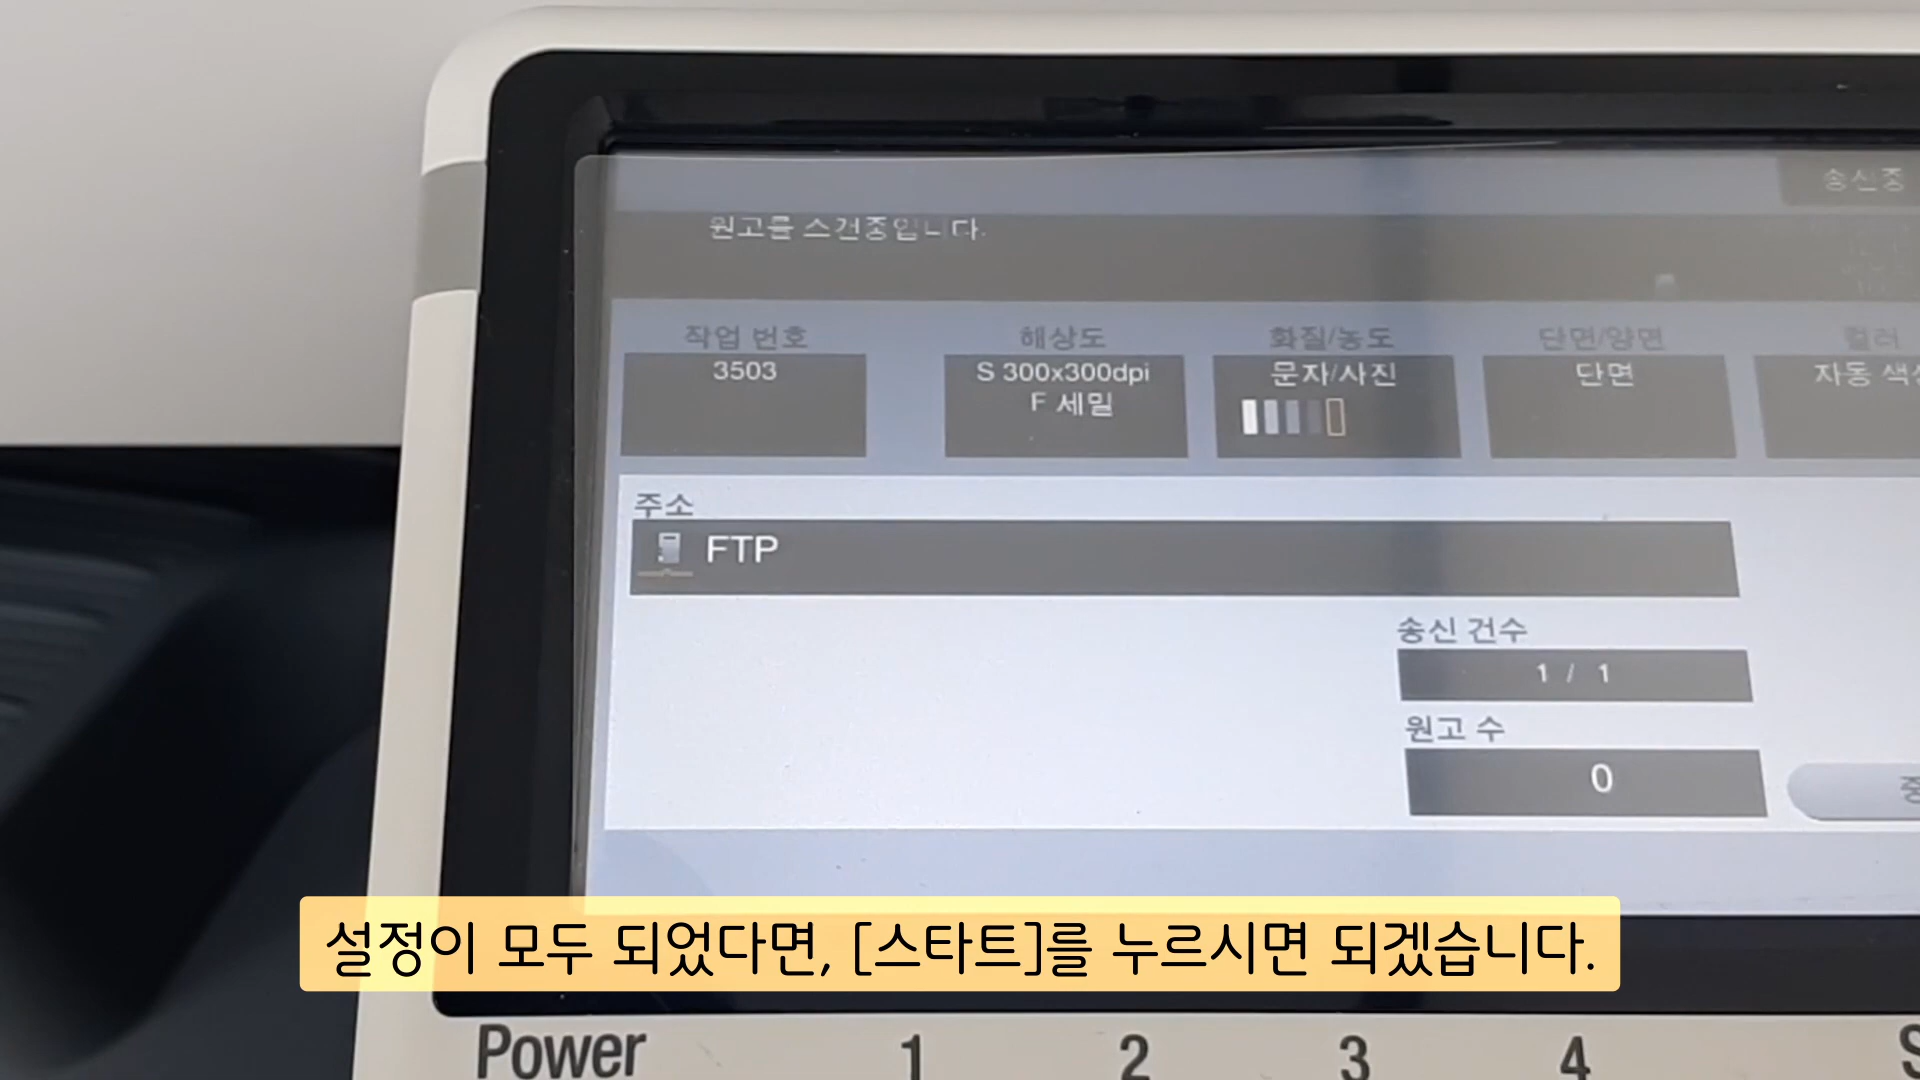 송신중
원고를 스캔중입니다.
작업 번호
해상도
화질/농도
단면/양면
컬러
3503
S 300x300dpi
F 세밀
문자/사진
단면
자동
주소
FTP
송신 건수
1 / 1
원고 수
0
설정이 모두 되었다면, [스타트]를 누르시면 되겠습니다.
Power 1 2 3 4